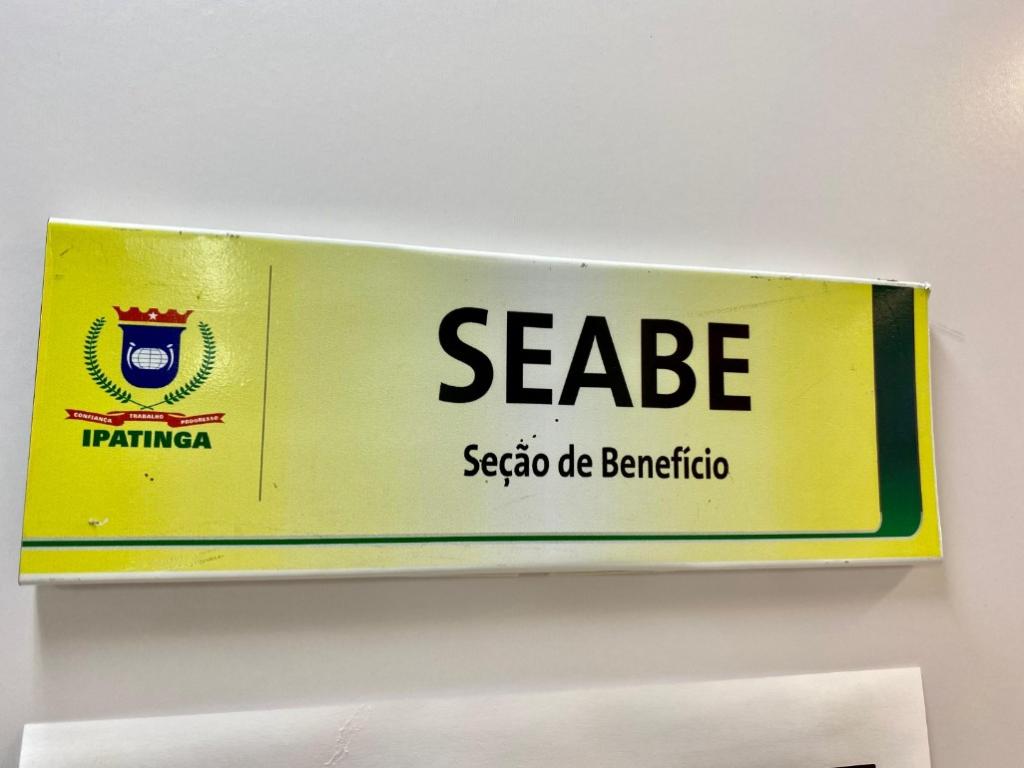 SEABE
Seção de Benefício
CONFIANÇA TRABALHO PROGRESSO
IPATINGA